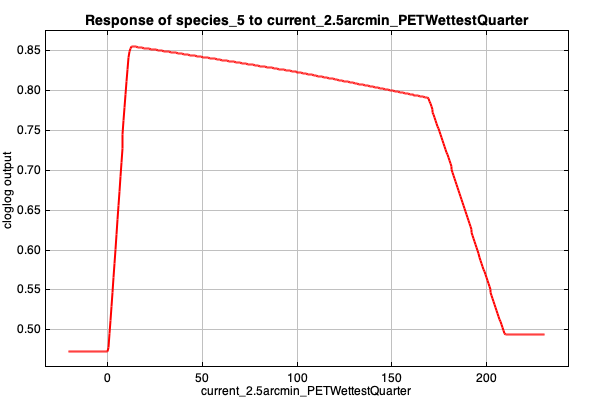 Response of species_5 to current_2.5arcmin_PETWettestQuarter
0.85
0.80
0.75
0.70
0.65
0.60
0.55
0.50
cloglog output
0 50 100 150 200
current_2.5arcmin_PETWettestQuarter